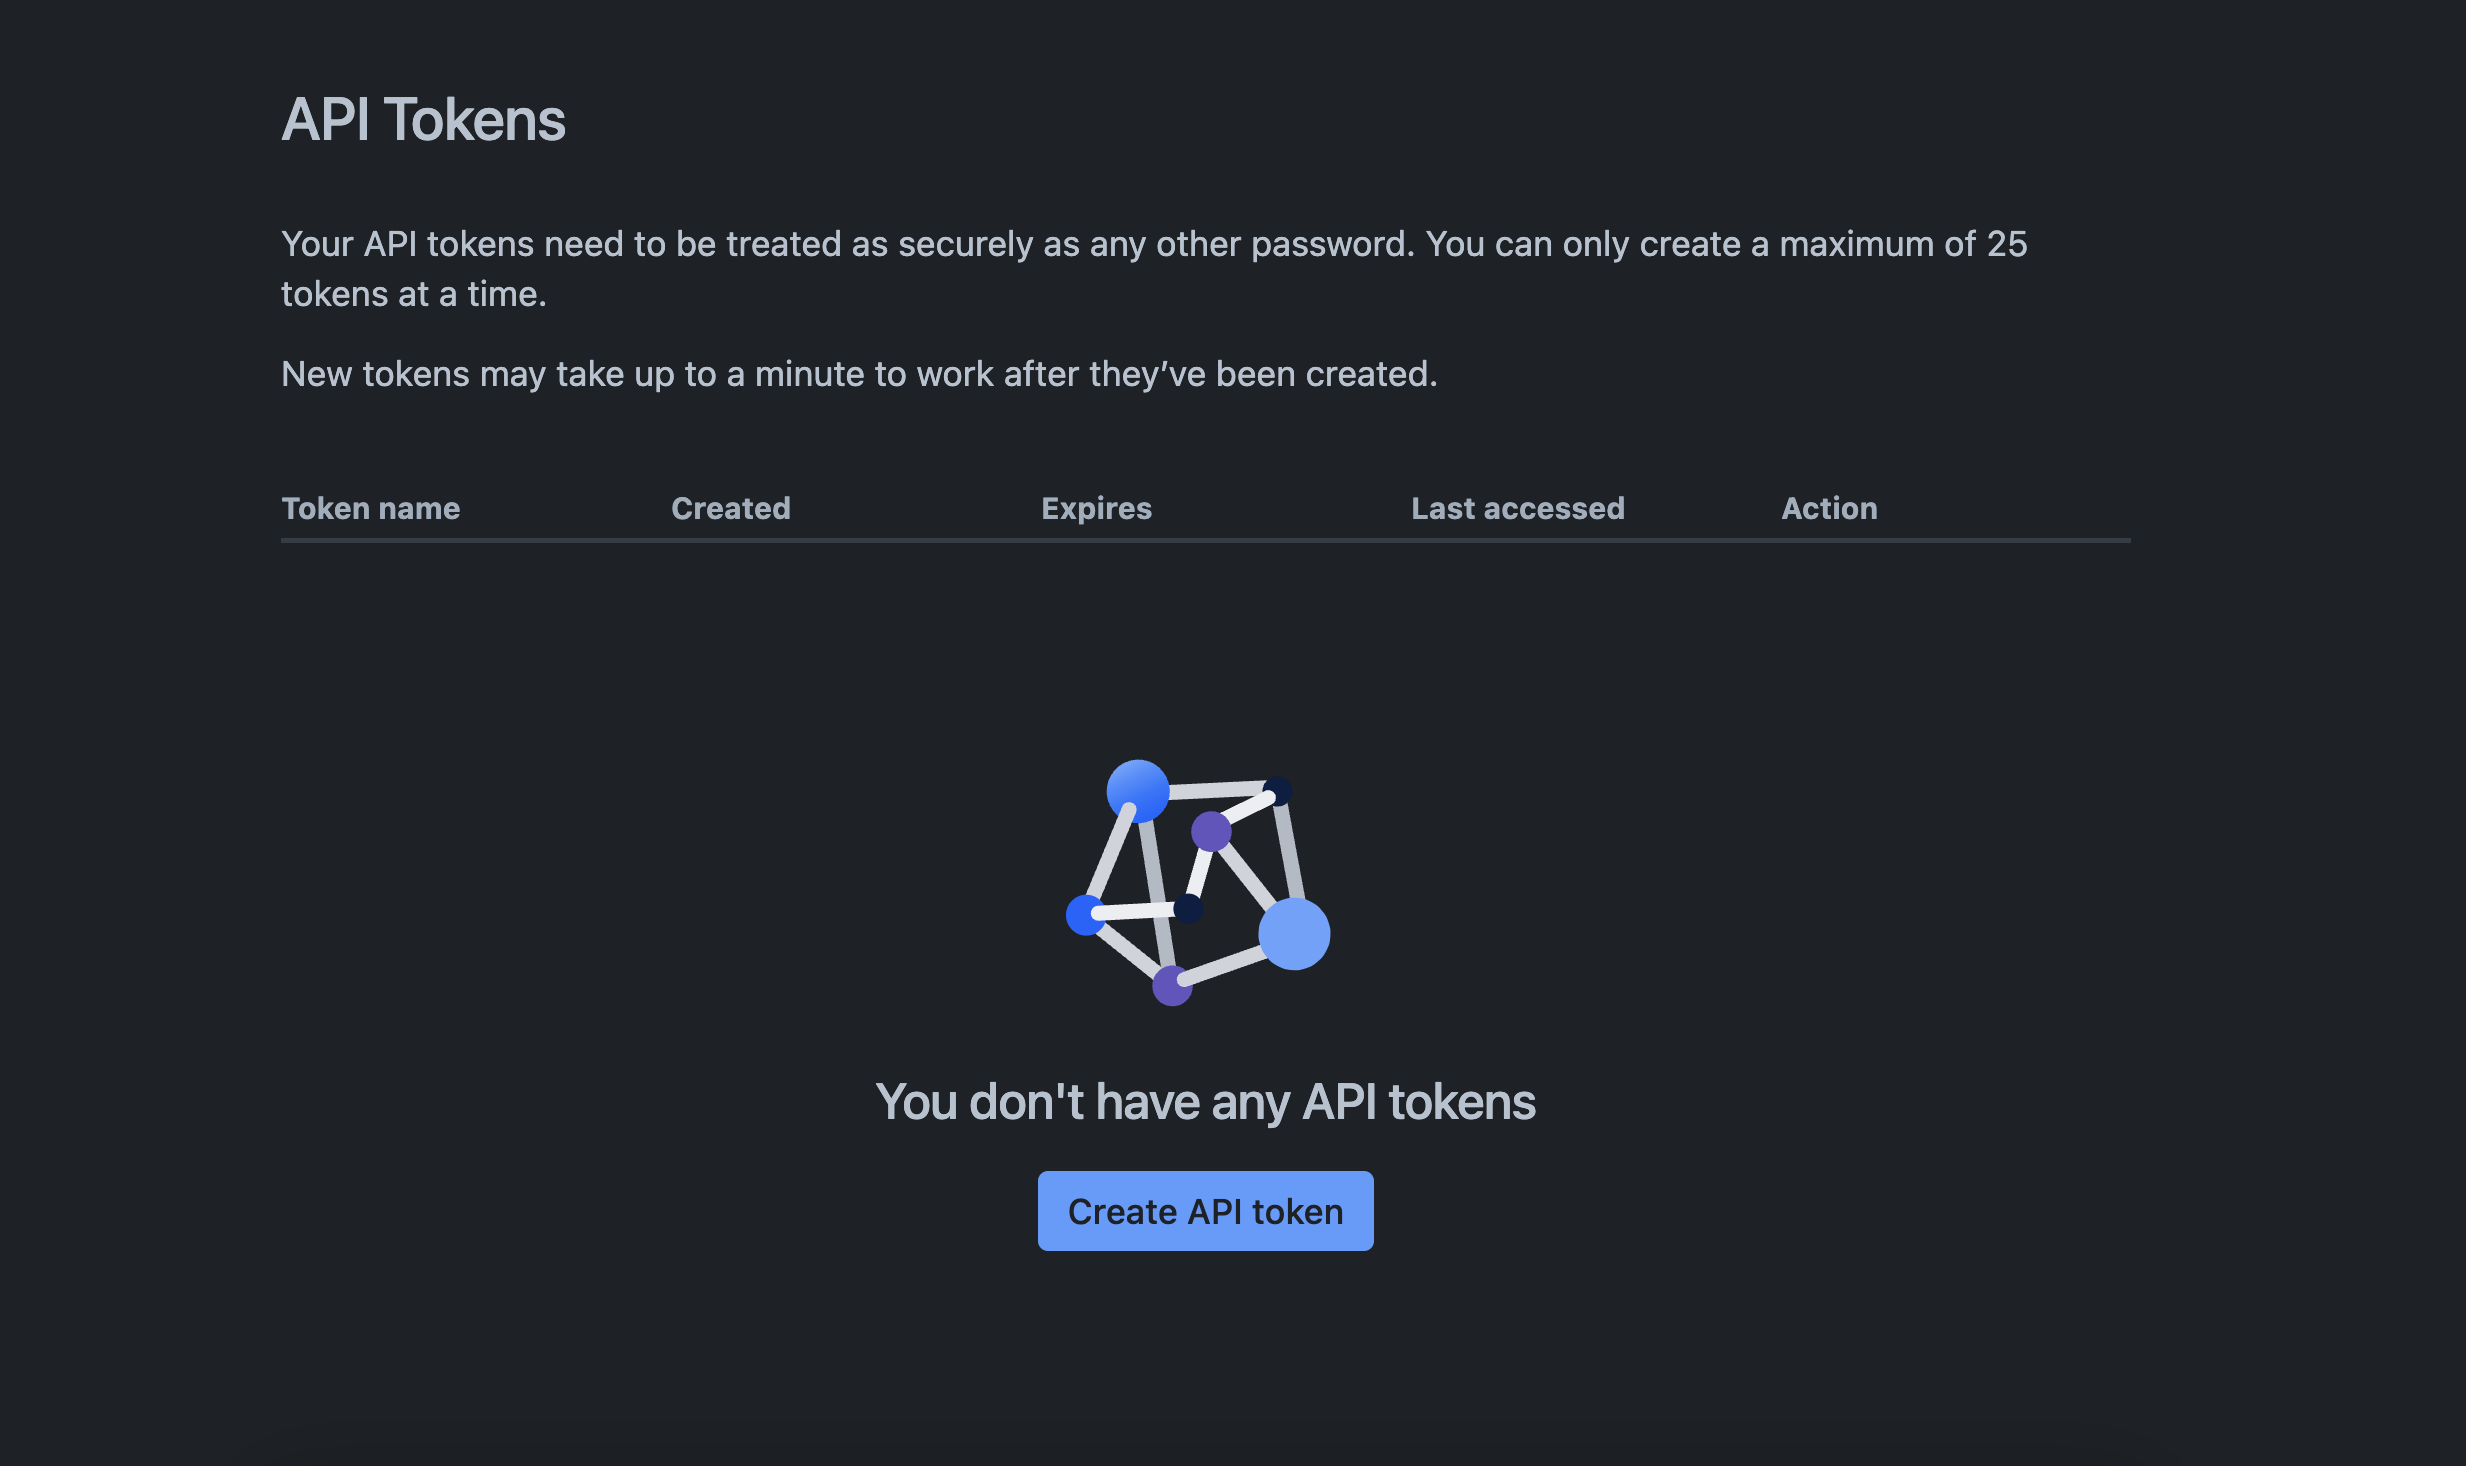 API Tokens
Your API tokens need to be treated as securely as any other password. You can only create a maximum of 25
tokens at a time.
New tokens may take up to a minute to work after they’ve been created.
Token name Created Expires Last accessed Action
You don't have any API tokens
Create API token